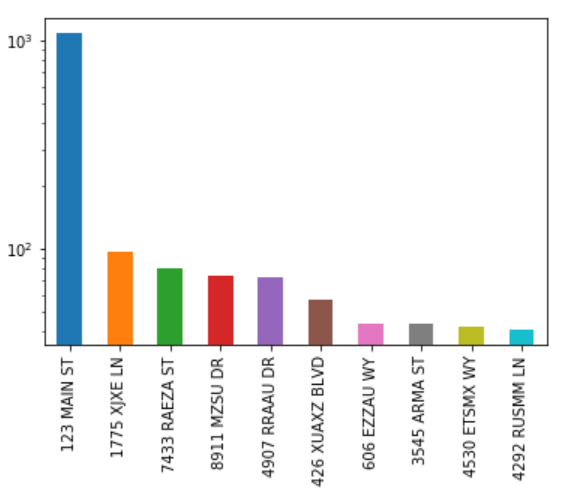 10³
10²
123 MAIN ST
1775 XJXE LN
7433 RAEZA ST
8911 MZSU DR
4907 RRAAU DR
426 XUAXZ BLVD
606 EZZAU WY
3545 ARMA ST
4530 ETSMX WY
4292 RUSMM LN